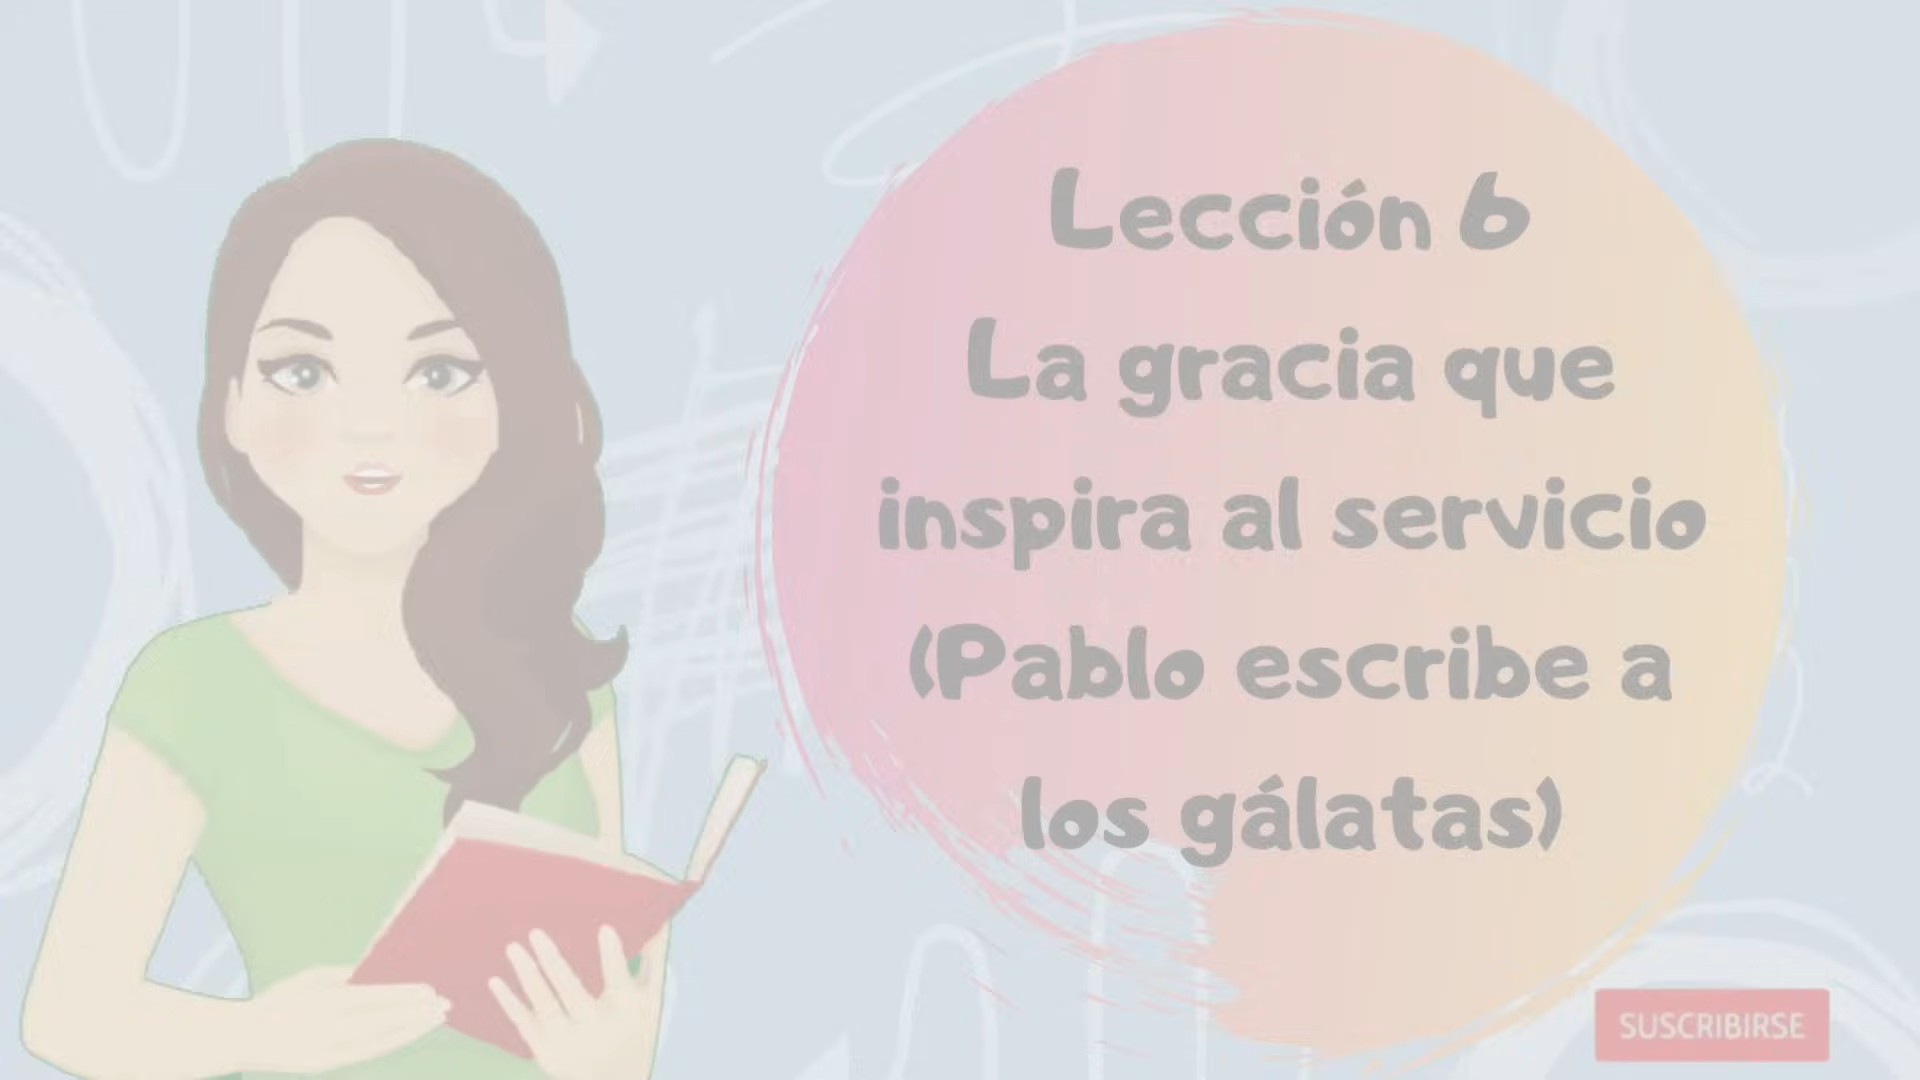 Lección 6
La gracia que
inspira al servicio
(Pablo escribe a
los gálatas)
SUSCRIBIRSE